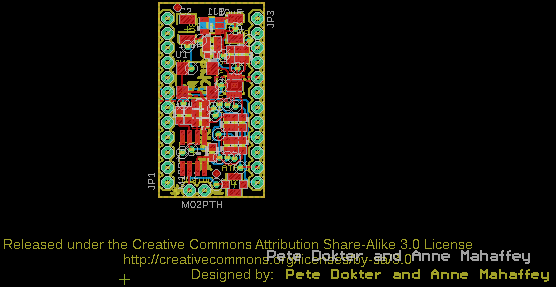 JP3
JP1
M02PTH
Released under the Creative Commons Attribution Share-Alike 3.0 License
Pete Dokter and Anne Mahaffey
http://creativecommons.org/licenses/by-sa/3.0
Designed by: Pete Dokter and Anne Mahaffey